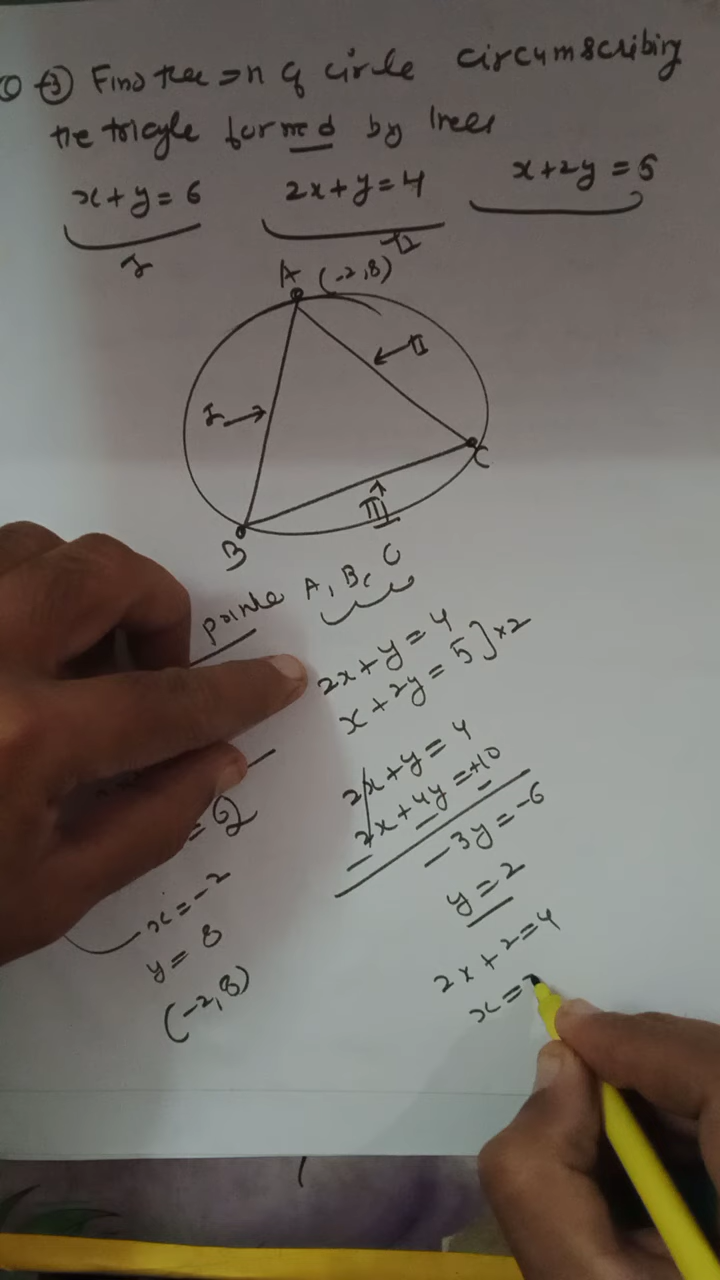 Find the =n of circle circumscribing
the triangle formed by lines
x+y=6 2x+y=4 x+2y=5
I II
A (-2,8)
I II
C
III
B
points A, B, C
2x+y=4
x+2y=5]×2
2x+y=4
2x+4y=+10
-3y=-6
y=2
2x+2=4
x=
=2
x=-2
y=8
(-2,8)